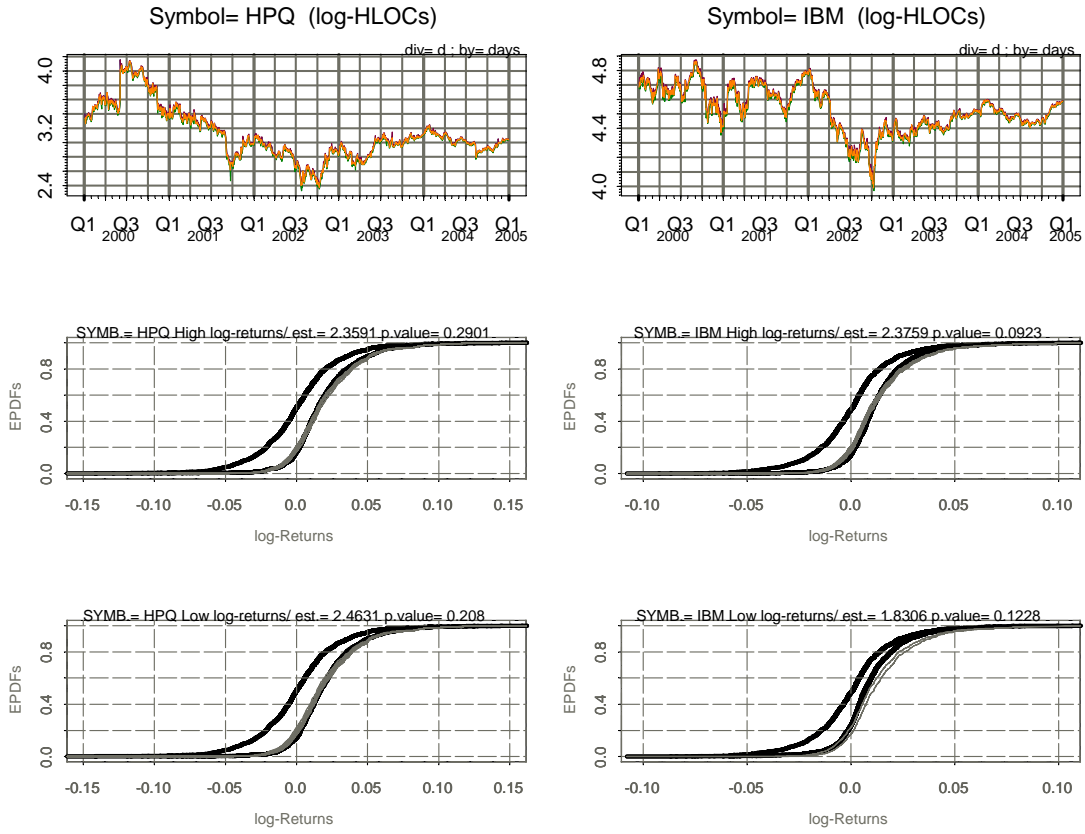 Symbol= HPQ (log-HLOCs)
div= d ; by= days
4.0
3.2
2.4
Q1 Q3 Q1 Q3 Q1 Q3 Q1 Q3 Q1
2000 2001 2002 2003 2004 2005
Symbol= IBM (log-HLOCs)
div= d ; by= days
4.8
4.4
4.0
Q1 Q3 Q1 Q3 Q1 Q3 Q1 Q3 Q1
2000 2001 2002 2003 2004 2005
SYMB.= HPQ High log-returns/ est.= 2.3591 p.value= 0.2901
EPDFs
0.8
0.4
0.0
-0.15 -0.10 -0.05 0.0 0.05 0.10 0.15
log-Returns
SYMB.= IBM High log-returns/ est.= 2.3759 p.value= 0.0923
EPDFs
0.8
0.4
0.0
-0.10 -0.05 0.0 0.05 0.10
log-Returns
SYMB.= HPQ Low log-returns/ est.= 2.4631 p.value= 0.208
EPDFs
0.8
0.4
0.0
-0.15 -0.10 -0.05 0.0 0.05 0.10 0.15
log-Returns
SYMB.= IBM Low log-returns/ est.= 1.8306 p.value= 0.1228
EPDFs
0.8
0.4
0.0
-0.10 -0.05 0.0 0.05 0.10
log-Returns